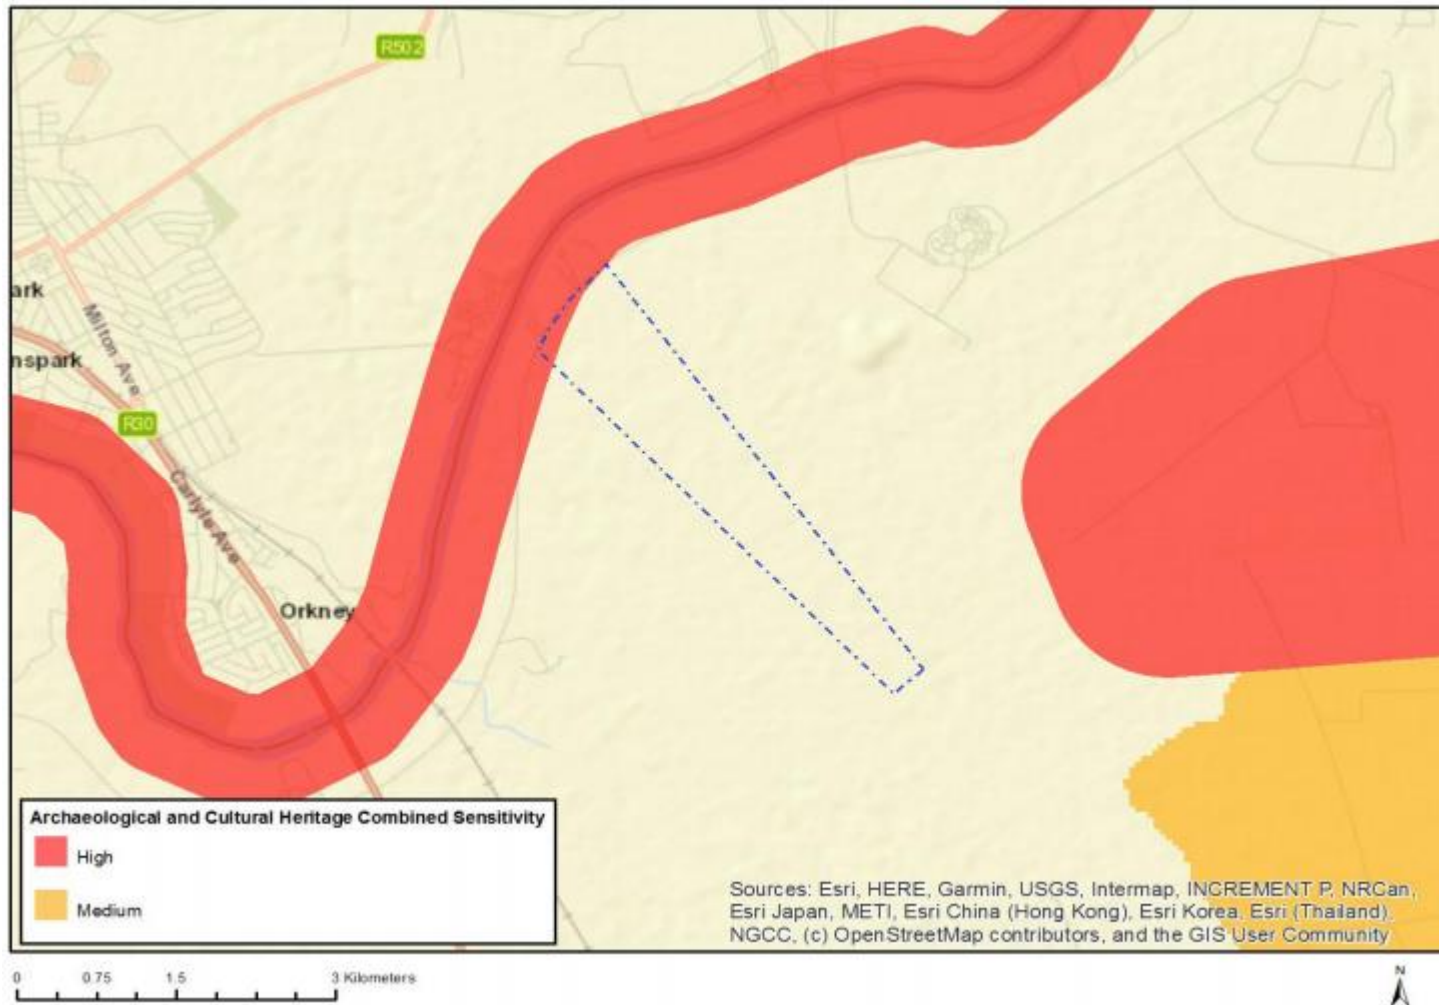 R502
ark
Milton Ave
nspark
R30
Carlyle Ave
Orkney
Archaeological and Cultural Heritage Combined Sensitivity
High
Medium
Sources: Esri, HERE, Garmin, USGS, Intermap, INCREMENT P, NRCan,
Esri Japan, METI, Esri China (Hong Kong), Esri Korea, Esri (Thailand),
NGCC, (c) OpenStreetMap contributors, and the GIS User Community
0 0.75 1.5 3 Kilometers
N